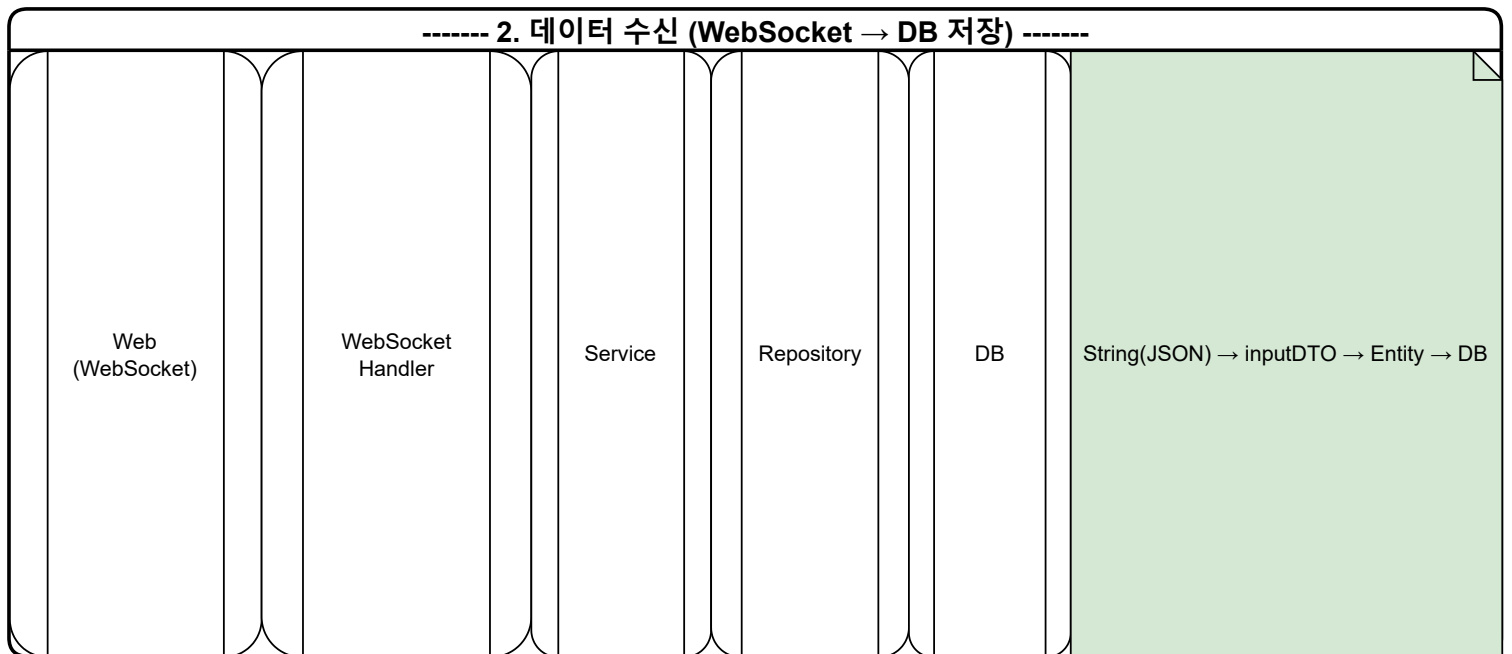 ------- 2. 데이터 수신 (WebSocket → DB 저장) -------
Web
(WebSocket)
WebSocket
Handler
Service
Repository
DB
String(JSON) → inputDTO → Entity → DB